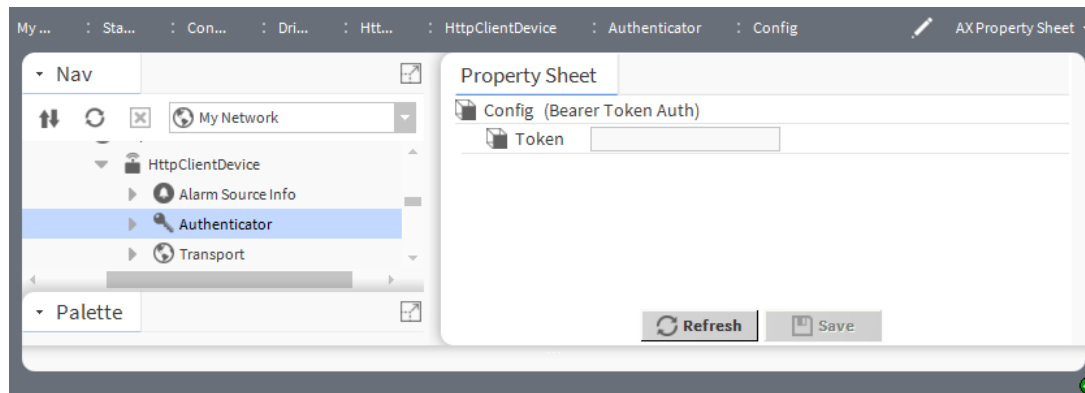 My ... : Sta... : Con... : Dri... : Htt... : HttpClientDevice : Authenticator : Config AX Property Sheet
Nav
My Network
HttpClientDevice
Alarm Source Info
Authenticator
Transport
Palette
Property Sheet
Config (Bearer Token Auth)
Token
Refresh Save